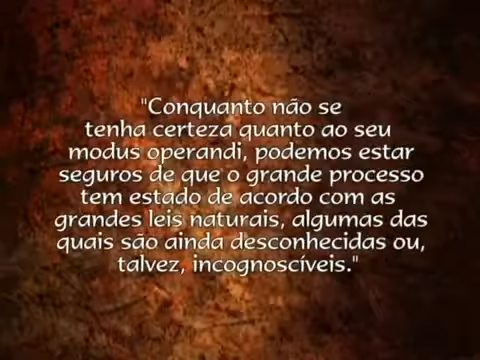 "Conquanto não se
tenha certeza quanto ao seu
modus operandi, podemos estar
seguros de que o grande processo
tem estado de acordo com as
grandes leis naturais, algumas das
quais são ainda desconhecidas ou,
talvez, incognoscíveis."